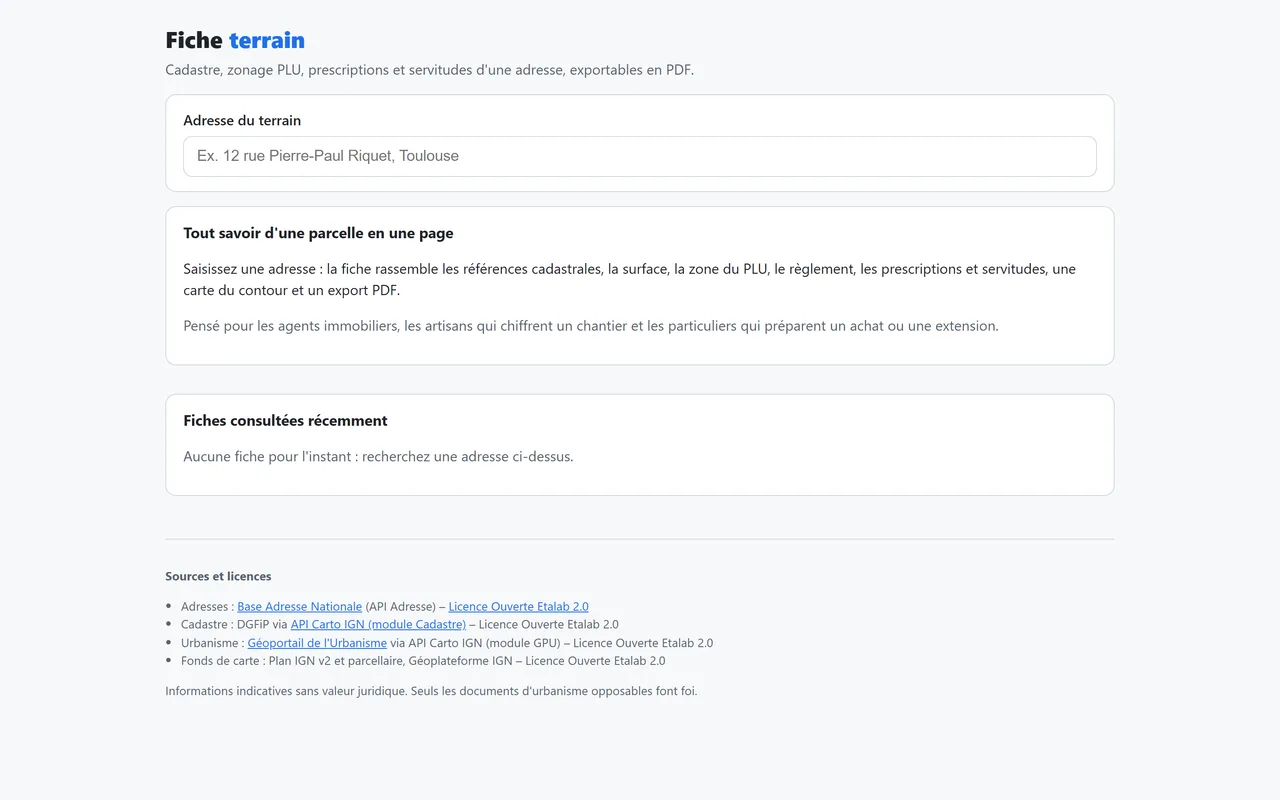 Fiche terrain
Cadastre, zonage PLU, prescriptions et servitudes d'une adresse, exportables en PDF.
Adresse du terrain
Ex. 12 rue Pierre-Paul Riquet, Toulouse
Tout savoir d'une parcelle en une page
Saisissez une adresse : la fiche rassemble les références cadastrales, la surface, la zone du PLU, le règlement, les prescriptions et servitudes, une
carte du contour et un export PDF.
Pensé pour les agents immobiliers, les artisans qui chiffrent un chantier et les particuliers qui préparent un achat ou une extension.
Fiches consultées récemment
Aucune fiche pour l'instant : recherchez une adresse ci-dessus.
Sources et licences
• Adresses : Base Adresse Nationale (API Adresse) – Licence Ouverte Etalab 2.0
• Cadastre : DGFiP via API Carto IGN (module Cadastre) – Licence Ouverte Etalab 2.0
• Urbanisme : Géoportail de l'Urbanisme via API Carto IGN (module GPU) – Licence Ouverte Etalab 2.0
• Fonds de carte : Plan IGN v2 et parcellaire, Géoplateforme IGN – Licence Ouverte Etalab 2.0
Informations indicatives sans valeur juridique. Seuls les documents d'urbanisme opposables font foi.